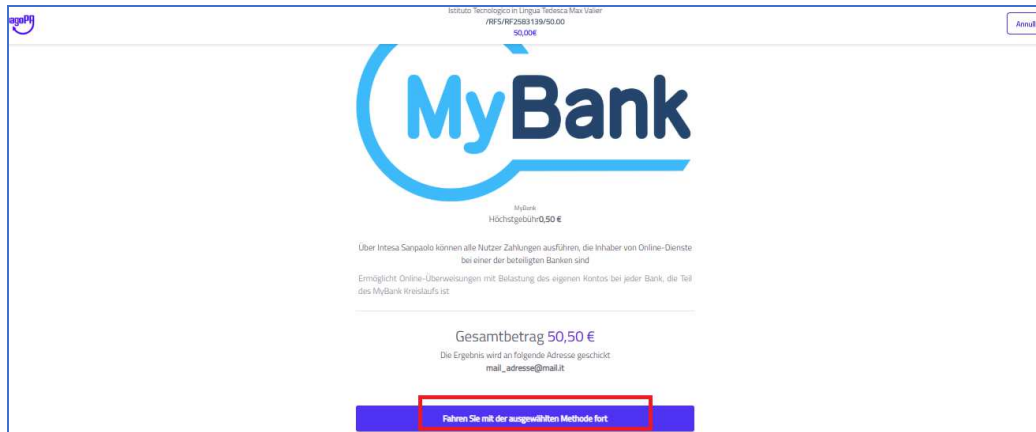 Istituto Tecnologico in Lingua Tedesca Max Valier
/RFS/RF2583139/50.00
50,00€
agoPA
Annull
MyBank
MyBank
Höchstgebühr0,50 €
Über Intesa Sanpaolo können alle Nutzer Zahlungen ausführen, die Inhaber von Online-Dienste
bei einer der beteiligten Banken sind
Ermöglicht Online-Überweisungen mit Belastung des eigenen Kontos bei jeder Bank, die Teil
des MyBank Kreislaufs ist
Gesamtbetrag 50,50 €
Die Ergebnis wird an folgende Adresse geschickt
mail_adresse@mail.it
Fahren Sie mit der ausgewählten Methode fort